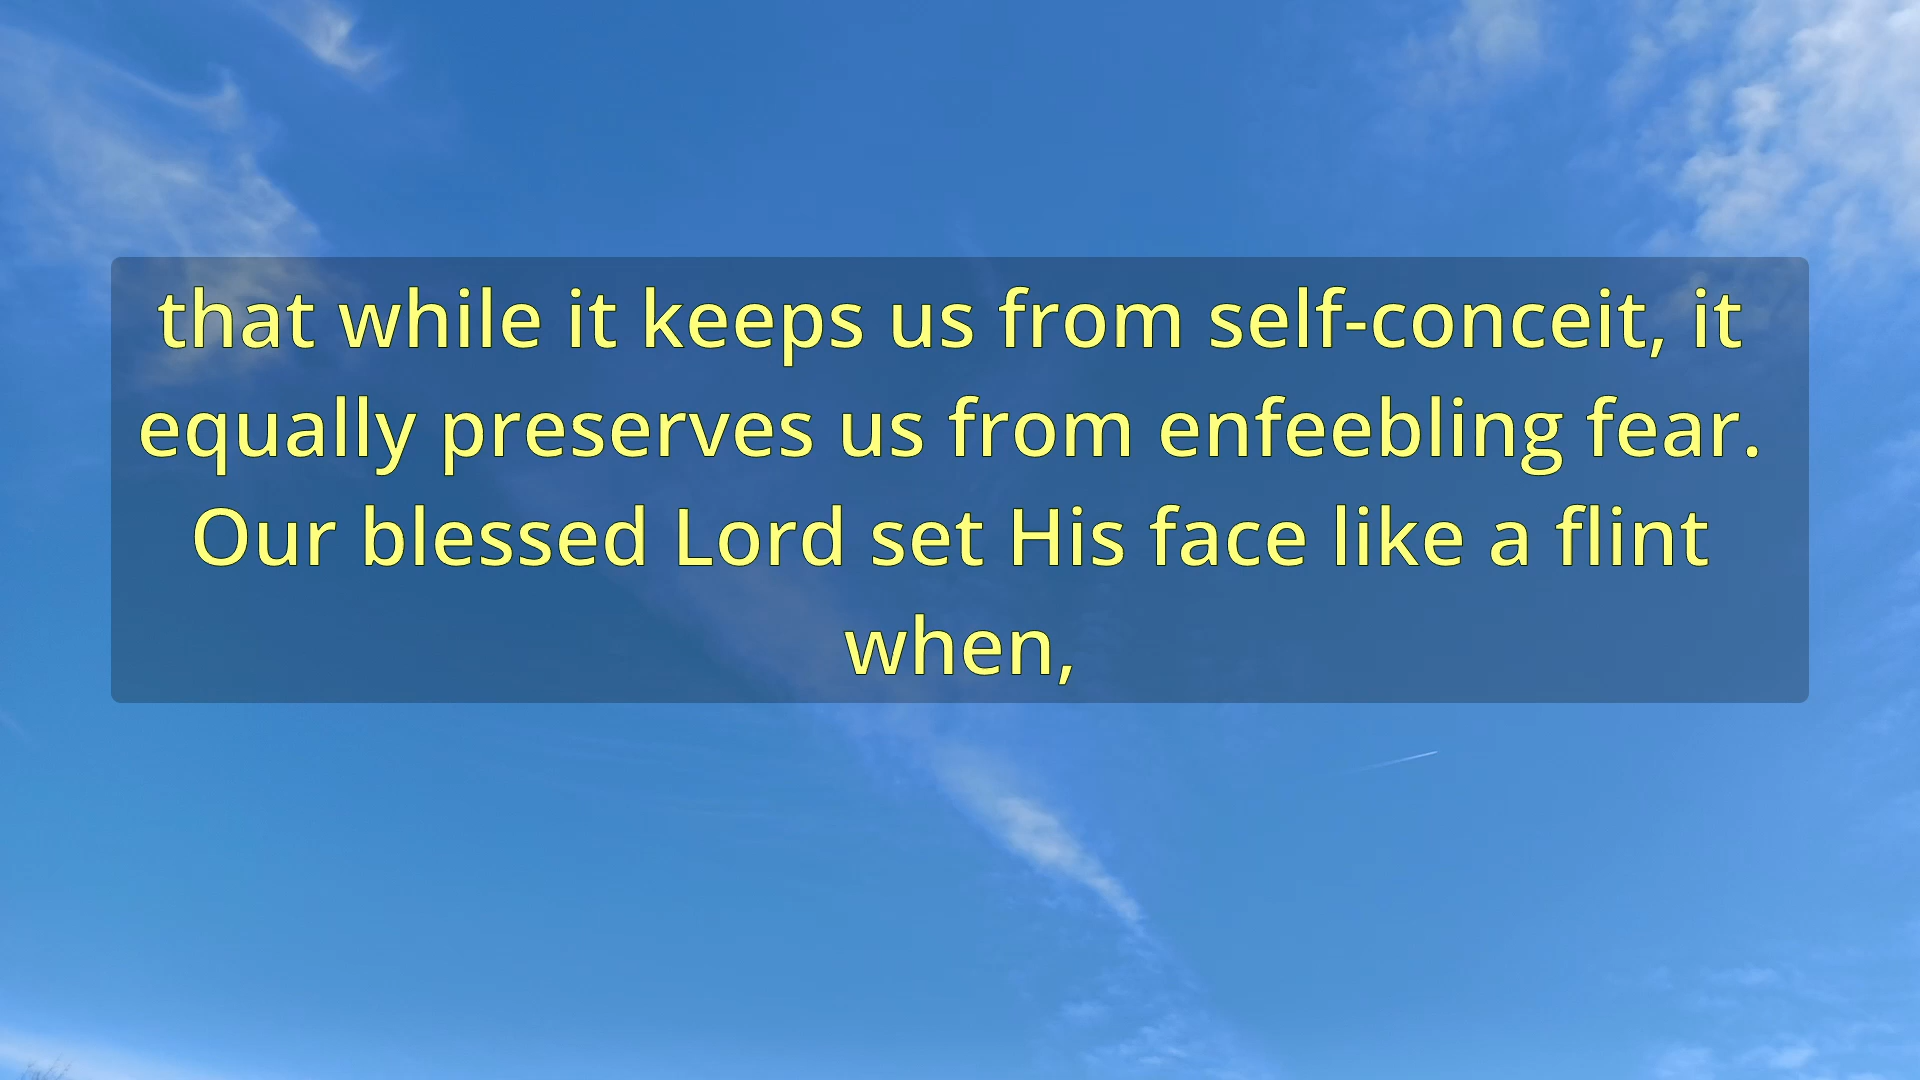 that while it keeps us from self-conceit, it
equally preserves us from enfeebling fear.
Our blessed Lord set His face like a flint
when,